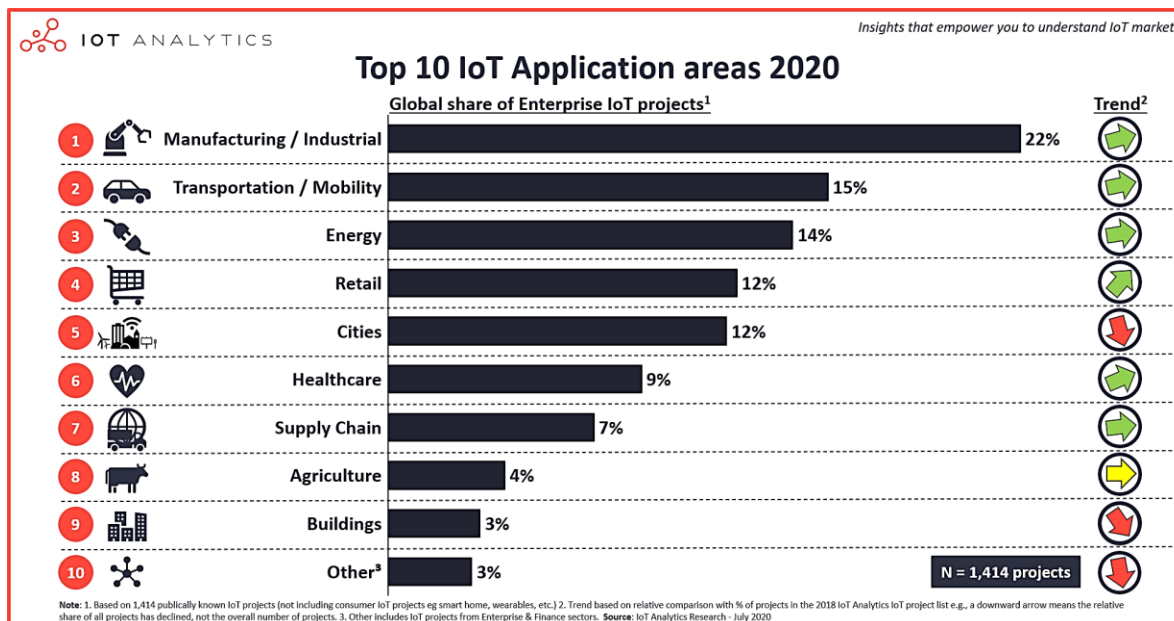 IOT ANALYTICS
Insights that empower you to understand IoT market
Top 10 IoT Application areas 2020
Global share of Enterprise IoT projects¹
Trend²
1 Manufacturing / Industrial 22%
2 Transportation / Mobility 15%
3 Energy 14%
4 Retail 12%
5 Cities 12%
6 Healthcare 9%
7 Supply Chain 7%
8 Agriculture 4%
9 Buildings 3%
10 Other³ 3%
N = 1,414 projects
Note: 1. Based on 1,414 publically known IoT projects (not including consumer IoT projects eg smart home, wearables, etc.) 2. Trend based on relative comparison with % of projects in the 2018 IoT Analytics IoT project list e.g., a downward arrow means the relative
share of all projects has declined, not the overall number of projects. 3. Other includes IoT projects from Enterprise & Finance sectors. Source: IoT Analytics Research - July 2020